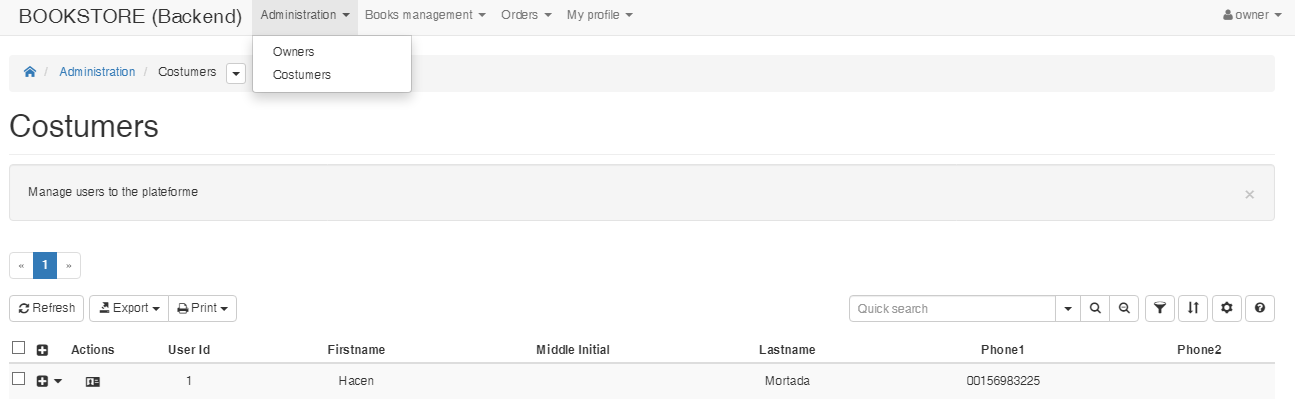 BOOKSTORE (Backend) Administration Books management Orders My profile owner
Owners
Costumers
/ Administration / Costumers
Costumers
Manage users to the plateforme ×
« 1 »
Refresh Export Print Quick search
Actions User Id Firstname Middle Initial Lastname Phone1 Phone2
1 Hacen Mortada 00156983225